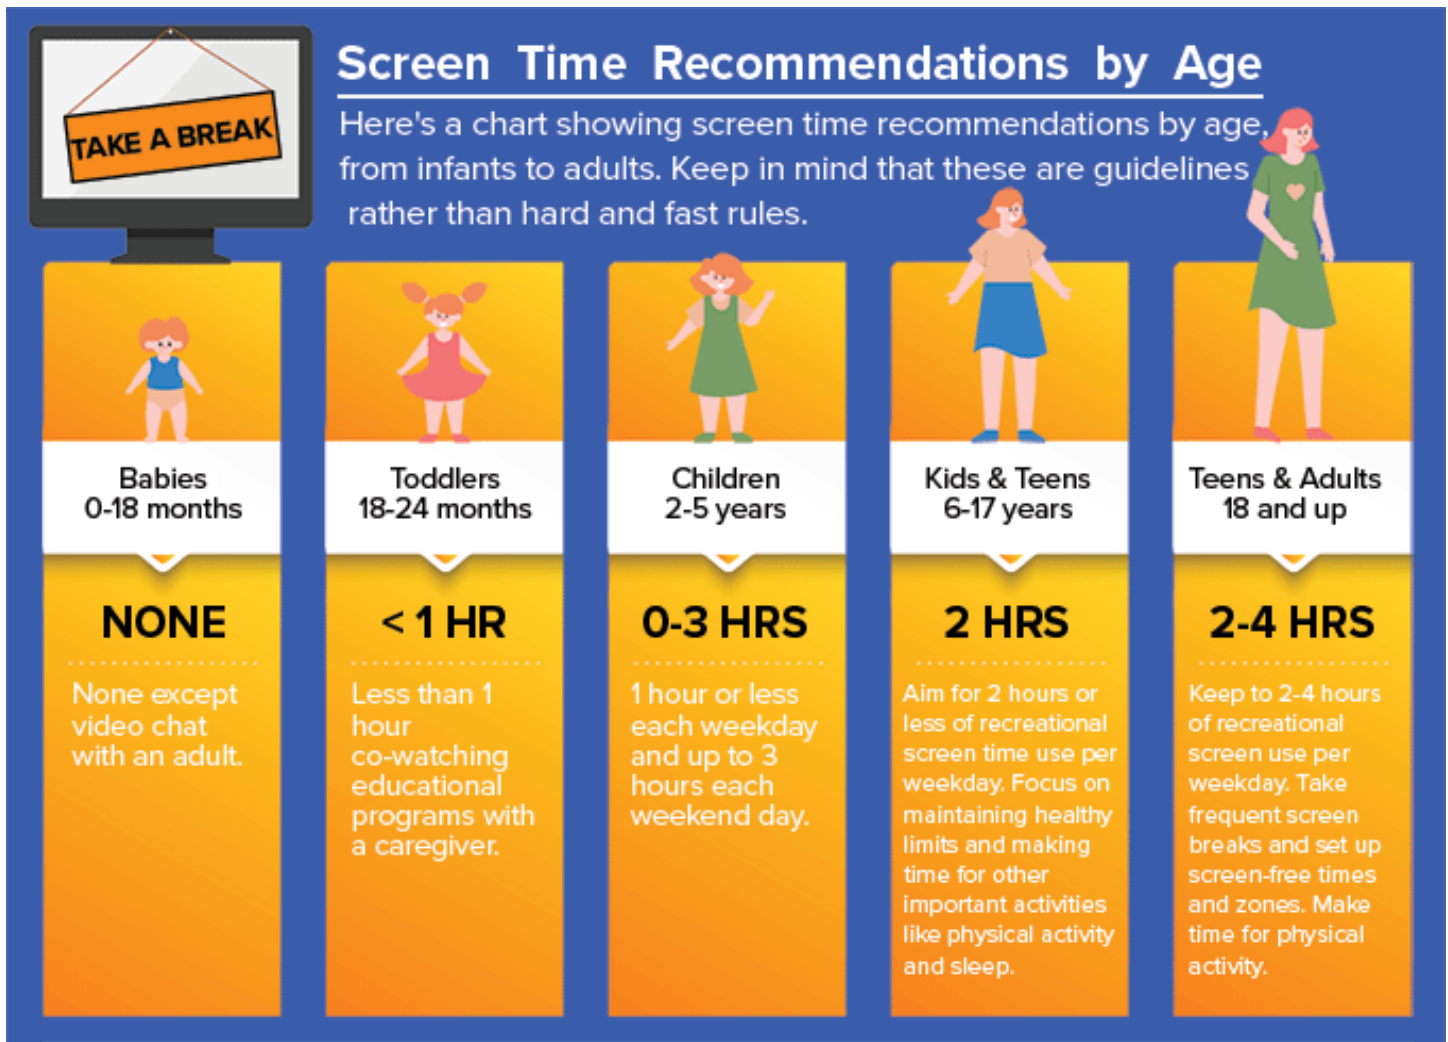 TAKE A BREAK
Screen Time Recommendations by Age
Here's a chart showing screen time recommendations by age,
from infants to adults. Keep in mind that these are guidelines
rather than hard and fast rules.
Babies
0-18 months
NONE
None except
video chat
with an adult.
Toddlers
18-24 months
< 1 HR
Less than 1
hour
co-watching
educational
programs with
a caregiver.
Children
2-5 years
0-3 HRS
1 hour or less
each weekday
and up to 3
hours each
weekend day.
Kids & Teens
6-17 years
2 HRS
Aim for 2 hours or
less of recreational
screen time use per
weekday. Focus on
maintaining healthy
limits and making
time for other
important activities
like physical activity
and sleep.
Teens & Adults
18 and up
2-4 HRS
Keep to 2-4 hours
of recreational
screen use per
weekday. Take
frequent screen
breaks and set up
screen-free times
and zones. Make
time for physical
activity.